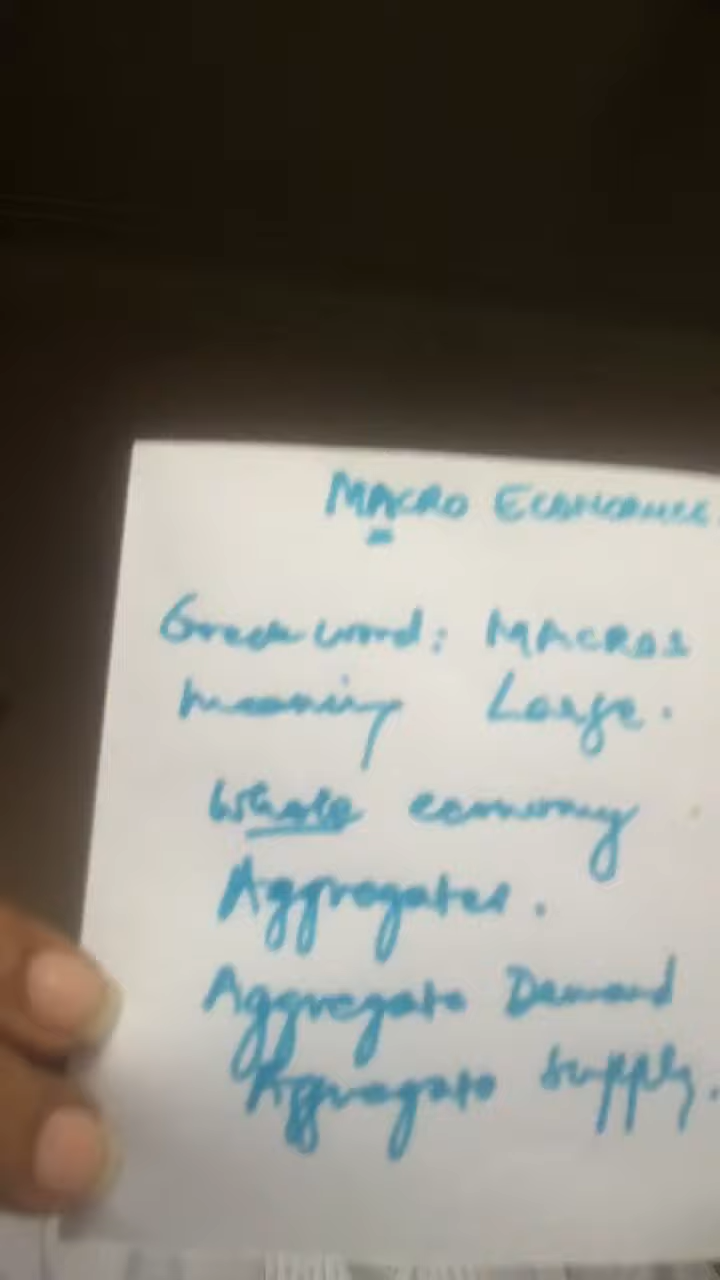 MACRO ECONOMICS.
Greek word: MACROS
meaning Large.
Whole economy
Aggregates.
Aggregate Demand
Aggregate Supply.